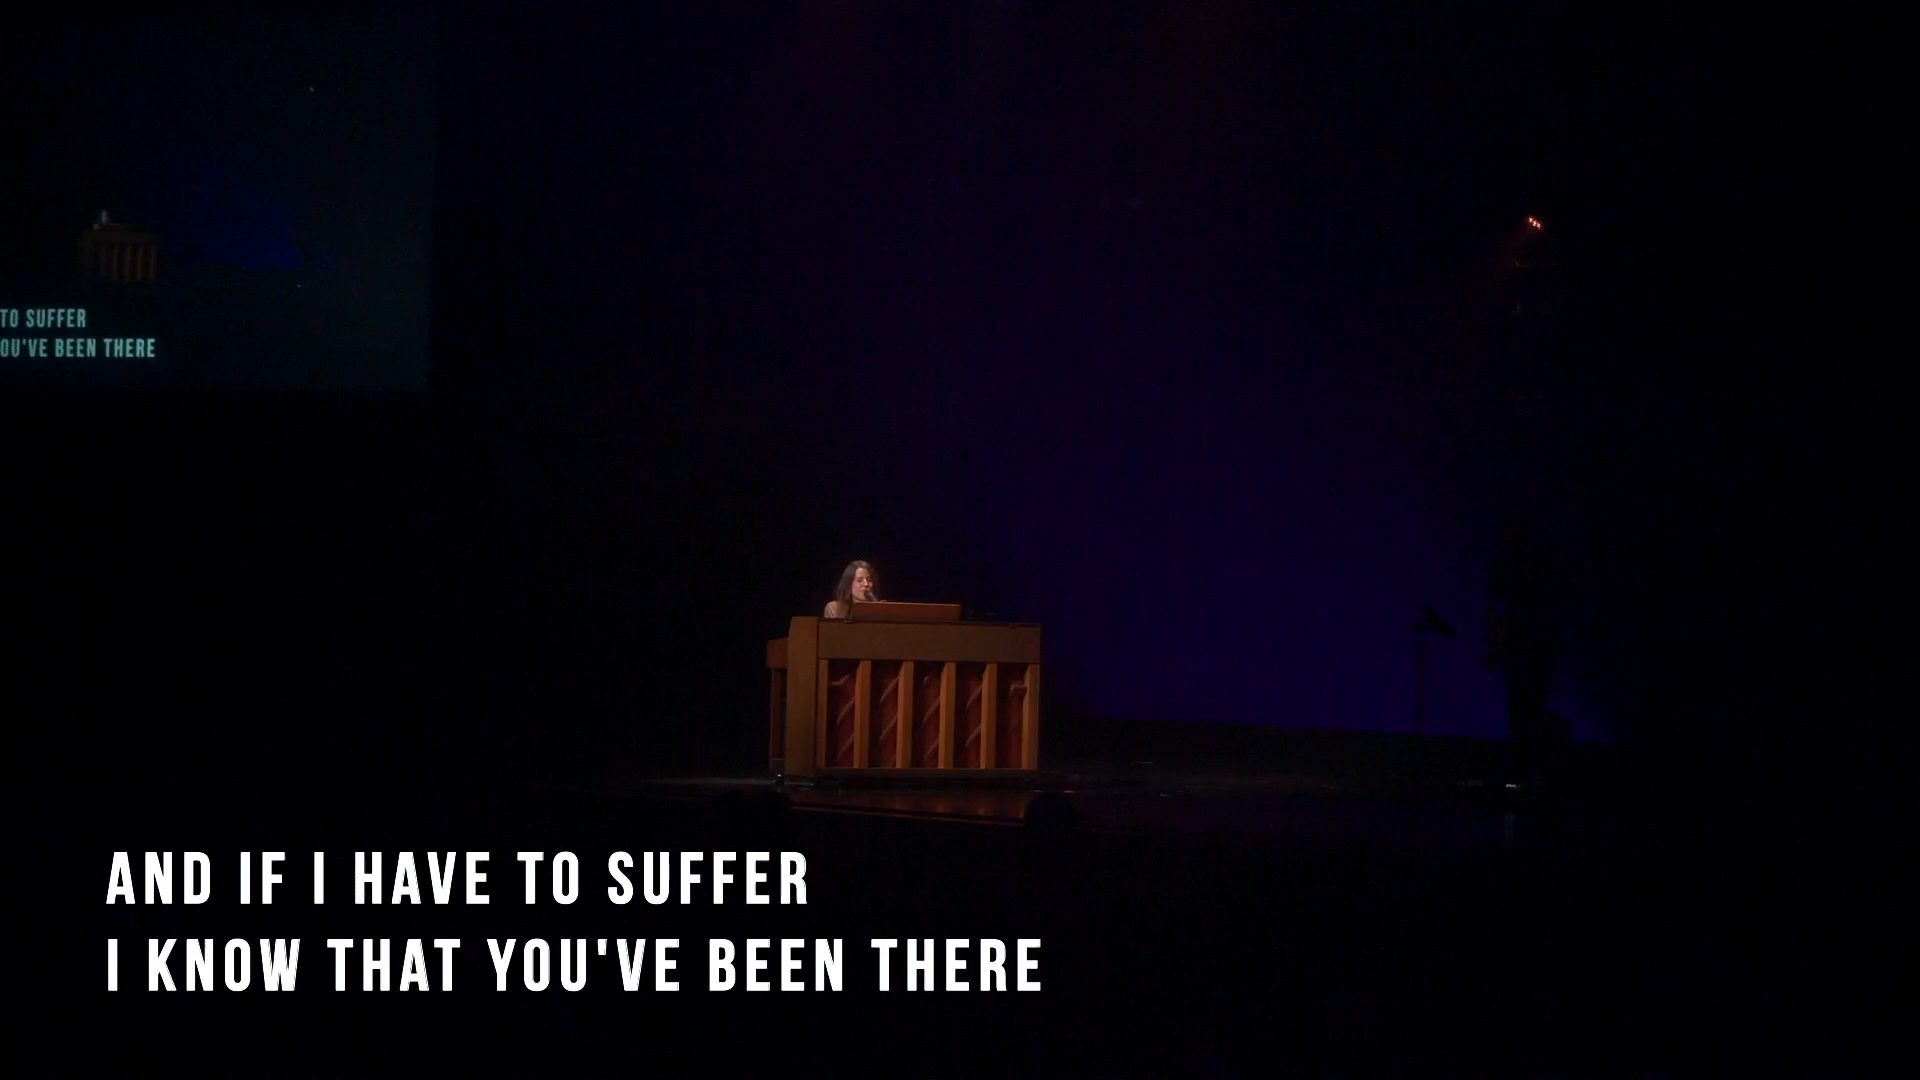 TO SUFFER
OU'VE BEEN THERE
AND IF I HAVE TO SUFFER
I KNOW THAT YOU'VE BEEN THERE